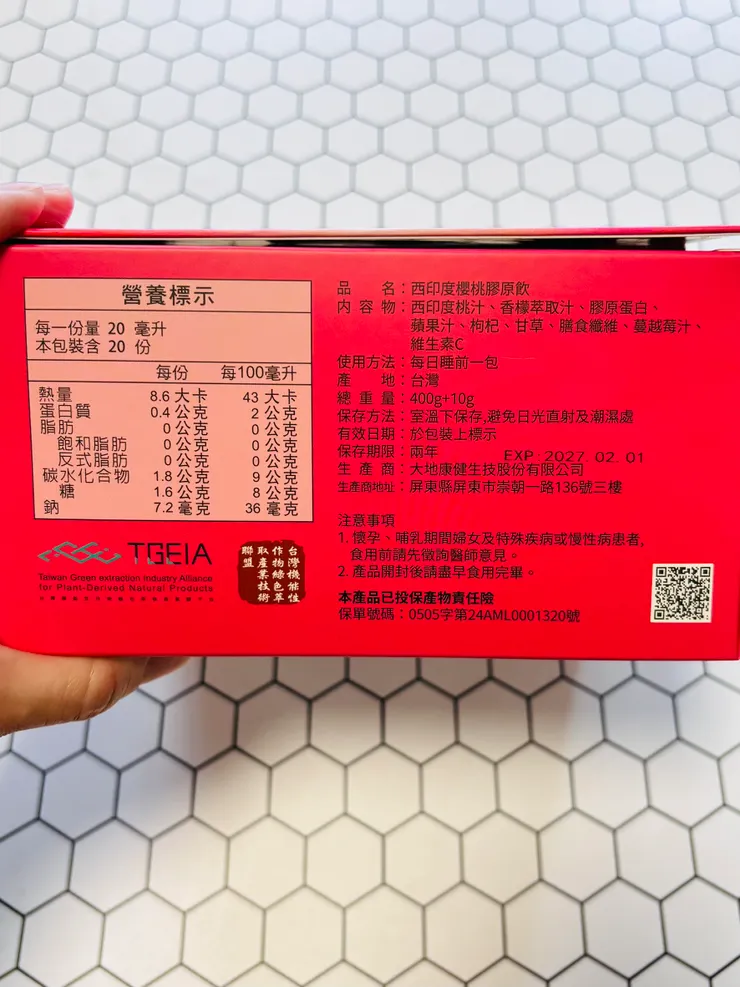 營養標示
每一份量 20 毫升
本包裝含 20 份
每份 每100毫升
熱量 8.6 大卡 43 大卡
蛋白質 0.4 公克 2 公克
脂肪 0 公克 0 公克
飽和脂肪 0 公克 0 公克
反式脂肪 0 公克 0 公克
碳水化合物 1.8 公克 9 公克
糖 1.6 公克 8 公克
鈉 7.2 毫克 36 毫克
TGEIA
Taiwan Green extraction Industry Alliance
for Plant-Derived Natural Products
台灣機能性
作物綠色萃
取產業技術
聯盟
品 名：西印度櫻桃膠原飲
內 容 物：西印度桃汁、香檬萃取汁、膠原蛋白、
蘋果汁、枸杞、甘草、膳食纖維、蔓越莓汁、
維生素C
使用方法：每日睡前一包
產 地：台灣
總 重 量：400g+10g
保存方法：室溫下保存,避免日光直射及潮濕處
有效日期：於包裝上標示
保存期限：兩年
EXP 2027 02 01
生 產 商：大地康健生技股份有限公司
生產商地址：屏東縣屏東市崇朝一路136號三樓
注意事項
1. 懷孕、哺乳期間婦女及特殊疾病或慢性病患者,
食用前請先徵詢醫師意見。
2. 產品開封後請盡早食用完畢。
本產品已投保產物責任險
保單號碼：0505字第24AML0001320號